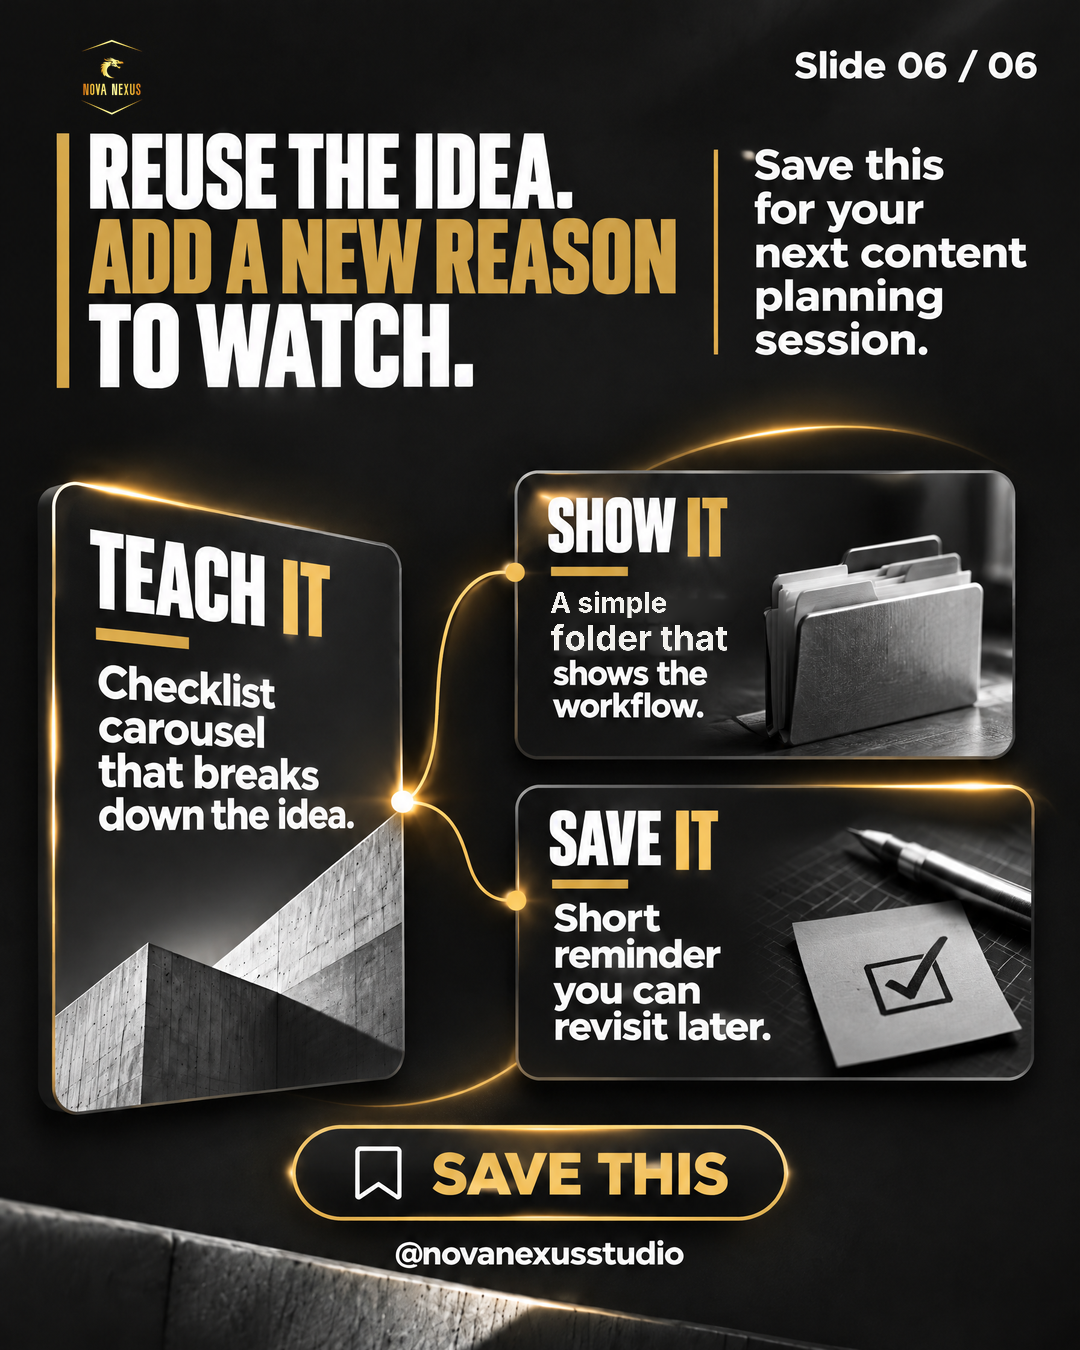 NOVA NEXUS
Slide 06 / 06
REUSE THE IDEA.
ADD A NEW REASON
TO WATCH.
Save this
for your
next content
planning
session.
TEACH IT
Checklist
carousel
that breaks
down the idea.
SHOW IT
A simple
folder that
shows the
workflow.
SAVE IT
Short
reminder
you can
revisit later.
SAVE THIS
@novanexusstudio